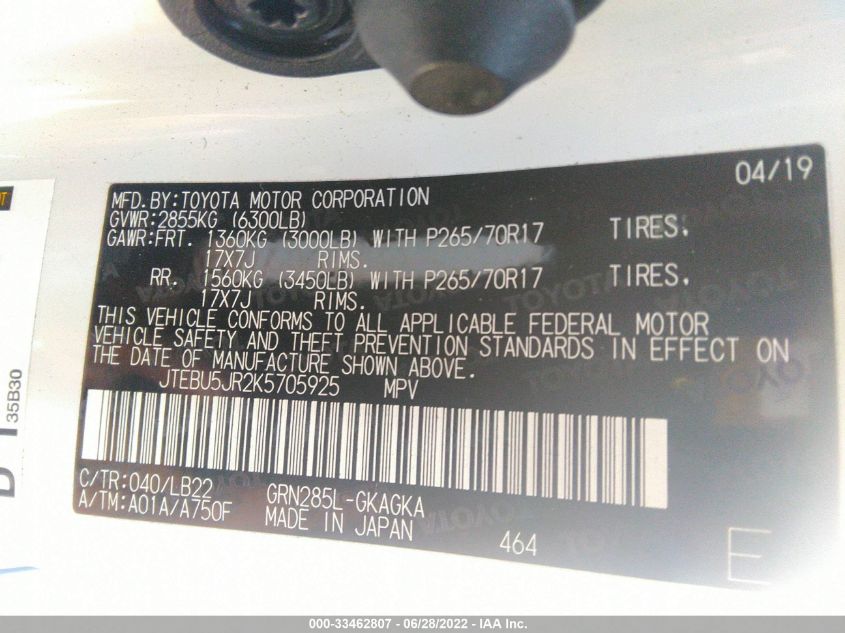 04/19
MFD.BY:TOYOTA MOTOR CORPORATION
GVWR:2855KG (6300LB)
GAWR:FRT. 1360KG (3000LB) WITH P265/70R17 TIRES.
17X7J RIMS.
RR. 1560KG (3450LB) WITH P265/70R17 TIRES.
17X7J RIMS.
THIS VEHICLE CONFORMS TO ALL APPLICABLE FEDERAL MOTOR
VEHICLE SAFETY AND THEFT PREVENTION STANDARDS IN EFFECT ON
THE DATE OF MANUFACTURE SHOWN ABOVE.
JTEBU5JR2K5705925 MPV
C/TR:040/LB22 GRN285L-GKAGKA
A/TM:A01A/A750F MADE IN JAPAN 464
E
35B30
TOYOTA
000-33462807 - 06/28/2022 - IAA Inc.